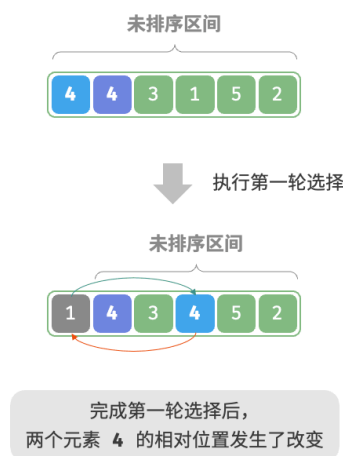 未排序区间
4 4 3 1 5 2
执行第一轮选择
未排序区间
1 4 3 4 5 2
完成第一轮选择后，
两个元素 4 的相对位置发生了改变